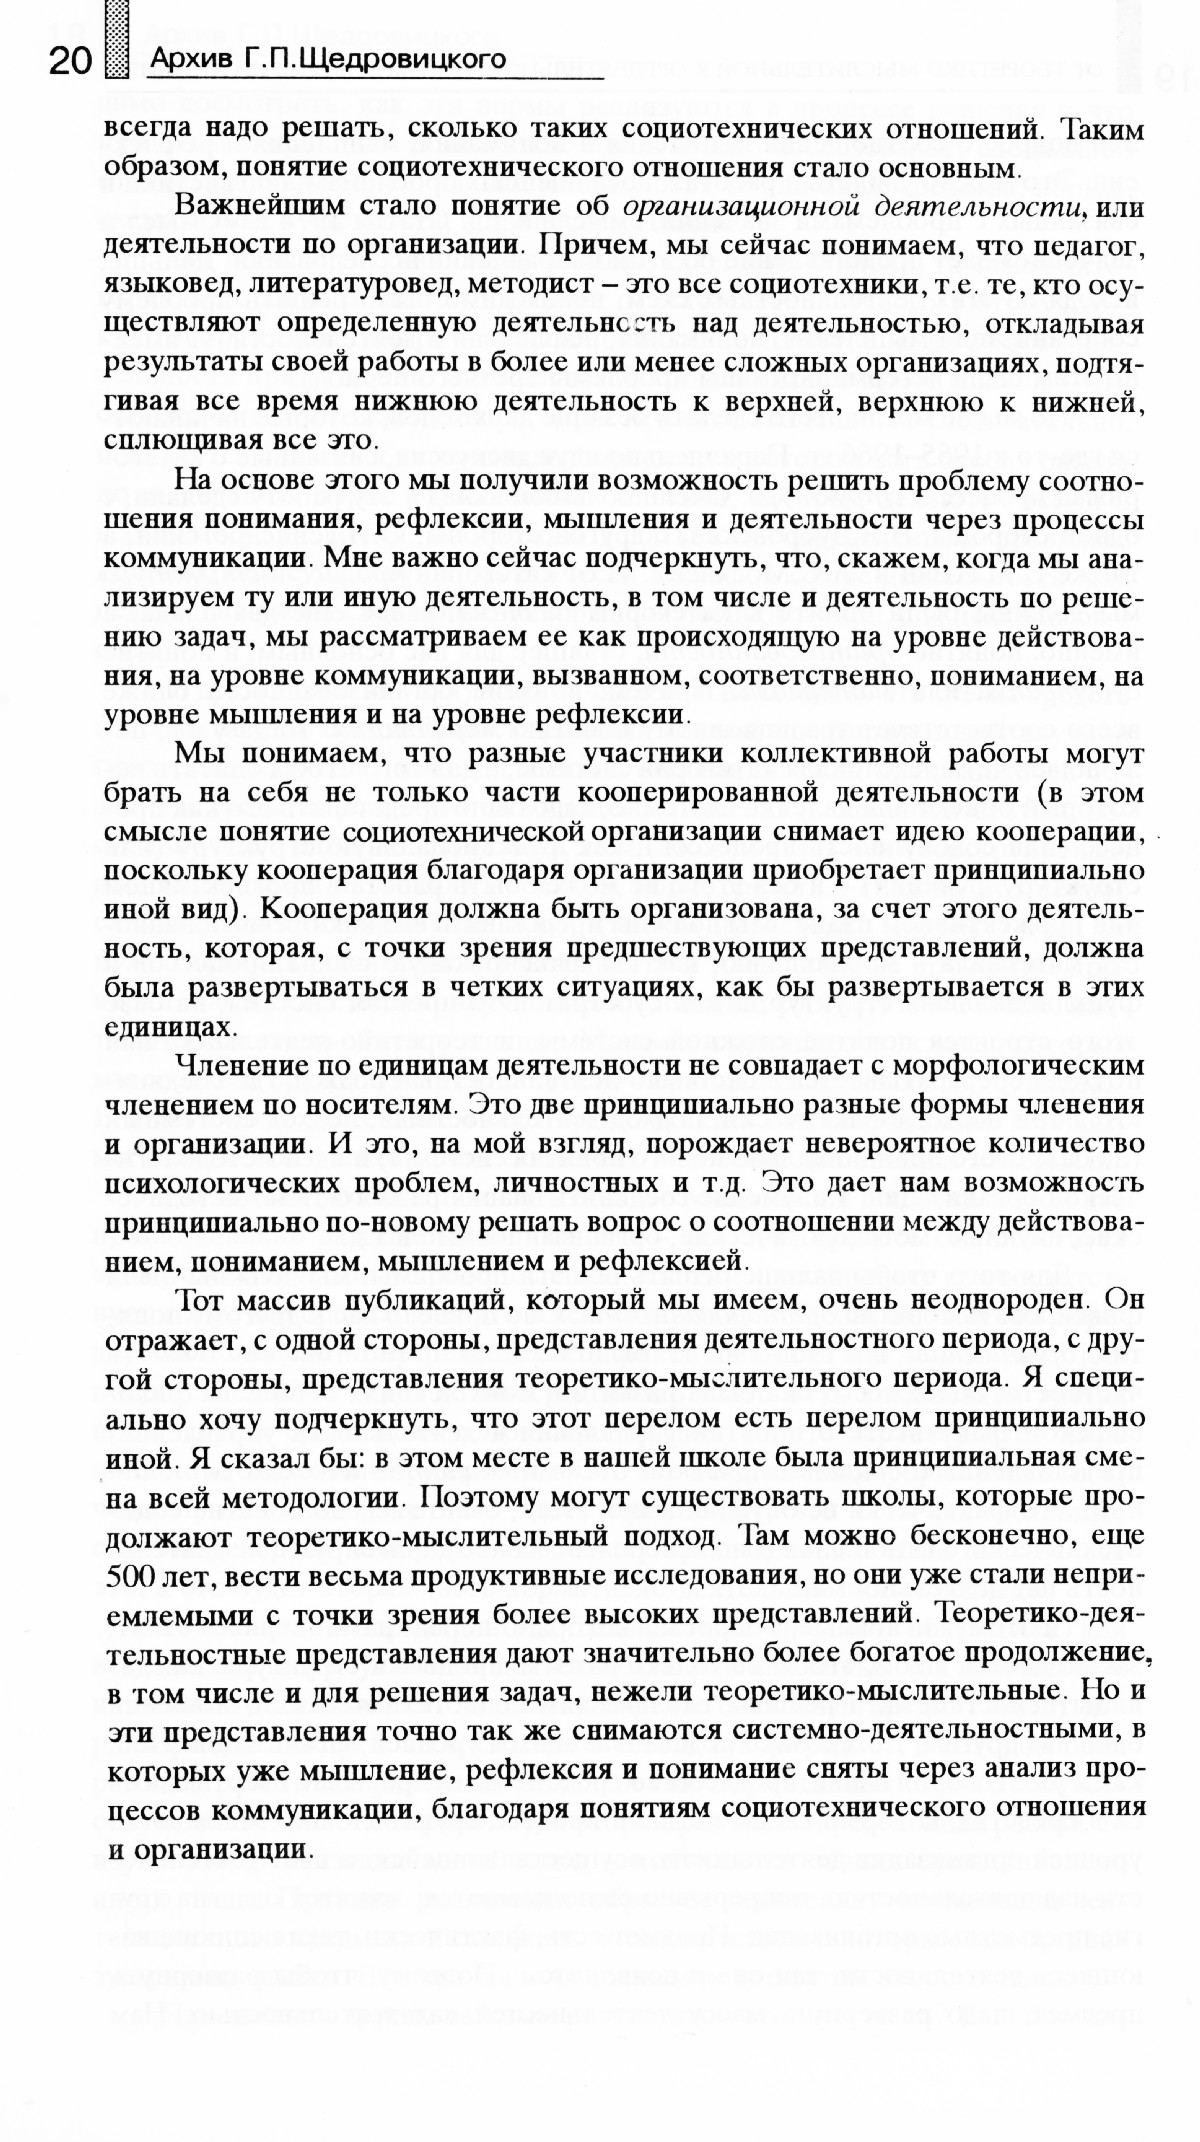 20 Архив Г.П.Щедровицкого
всегда надо решать, сколько таких социотехнических отношений. Таким
образом, понятие социотехнического отношения стало основным.
Важнейшим стало понятие об организационной деятельности, или
деятельности по организации. Причем, мы сейчас понимаем, что педагог,
языковед, литературовед, методист – это все социотехники, т.е. те, кто осу-
ществляют определенную деятельность над деятельностью, откладывая
результаты своей работы в более или менее сложных организациях, подтя-
гивая все время нижнюю деятельность к верхней, верхнюю к нижней,
сплющивая все это.
На основе этого мы получили возможность решить проблему соотно-
шения понимания, рефлексии, мышления и деятельности через процессы
коммуникации. Мне важно сейчас подчеркнуть, что, скажем, когда мы ана-
лизируем ту или иную деятельность, в том числе и деятельность по реше-
нию задач, мы рассматриваем ее как происходящую на уровне действова-
ния, на уровне коммуникации, вызванном, соответственно, пониманием, на
уровне мышления и на уровне рефлексии.
Мы понимаем, что разные участники коллективной работы могут
брать на себя не только части кооперированной деятельности (в этом
смысле понятие социотехнической организации снимает идею кооперации,
поскольку кооперация благодаря организации приобретает принципиально
иной вид). Кооперация должна быть организована, за счет этого деятель-
ность, которая, с точки зрения предшествующих представлений, должна
была развертываться в четких ситуациях, как бы развертывается в этих
единицах.
Членение по единицам деятельности не совпадает с морфологическим
членением по носителям. Это две принципиально разные формы членения
и организации. И это, на мой взгляд, порождает невероятное количество
психологических проблем, личностных и т.д. Это дает нам возможность
принципиально по-новому решать вопрос о соотношении между действова-
нием, пониманием, мышлением и рефлексией.
Тот массив публикаций, который мы имеем, очень неоднороден. Он
отражает, с одной стороны, представления деятельностного периода, с дру-
гой стороны, представления теоретико-мыслительного периода. Я специ-
ально хочу подчеркнуть, что этот перелом есть перелом принципиально
иной. Я сказал бы: в этом месте в нашей школе была принципиальная сме-
на всей методологии. Поэтому могут существовать школы, которые про-
должают теоретико-мыслительный подход. Там можно бесконечно, еще
500 лет, вести весьма продуктивные исследования, но они уже стали непри-
емлемыми с точки зрения более высоких представлений. Теоретико-дея-
тельностные представления дают значительно более богатое продолжение,
в том числе и для решения задач, нежели теоретико-мыслительные. Но и
эти представления точно так же снимаются системно-деятельностными, в
которых уже мышление, рефлексия и понимание сняты через анализ про-
цессов коммуникации, благодаря понятиям социотехнического отношения
и организации.